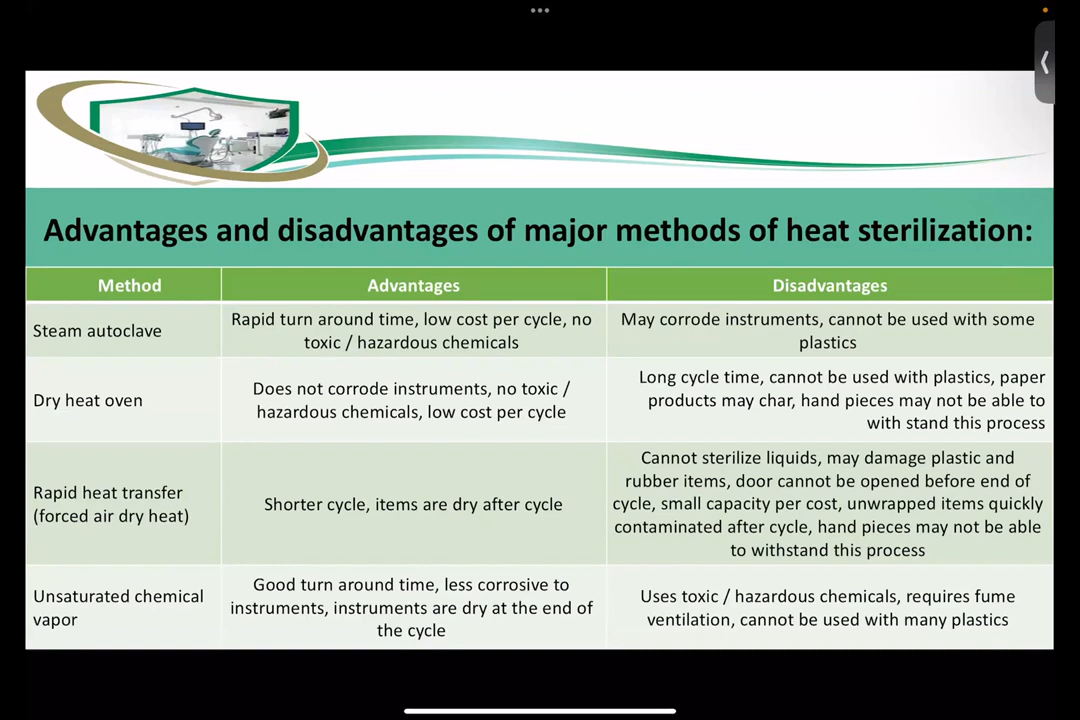 Advantages and disadvantages of major methods of heat sterilization:
Method
Advantages
Disadvantages
Steam autoclave
Rapid turn around time, low cost per cycle, no
toxic / hazardous chemicals
May corrode instruments, cannot be used with some
plastics
Dry heat oven
Does not corrode instruments, no toxic /
hazardous chemicals, low cost per cycle
Long cycle time, cannot be used with plastics, paper
products may char, hand pieces may not be able to
with stand this process
Rapid heat transfer
(forced air dry heat)
Shorter cycle, items are dry after cycle
Cannot sterilize liquids, may damage plastic and
rubber items, door cannot be opened before end of
cycle, small capacity per cost, unwrapped items quickly
contaminated after cycle, hand pieces may not be able
to withstand this process
Unsaturated chemical
vapor
Good turn around time, less corrosive to
instruments, instruments are dry at the end of
the cycle
Uses toxic / hazardous chemicals, requires fume
ventilation, cannot be used with many plastics